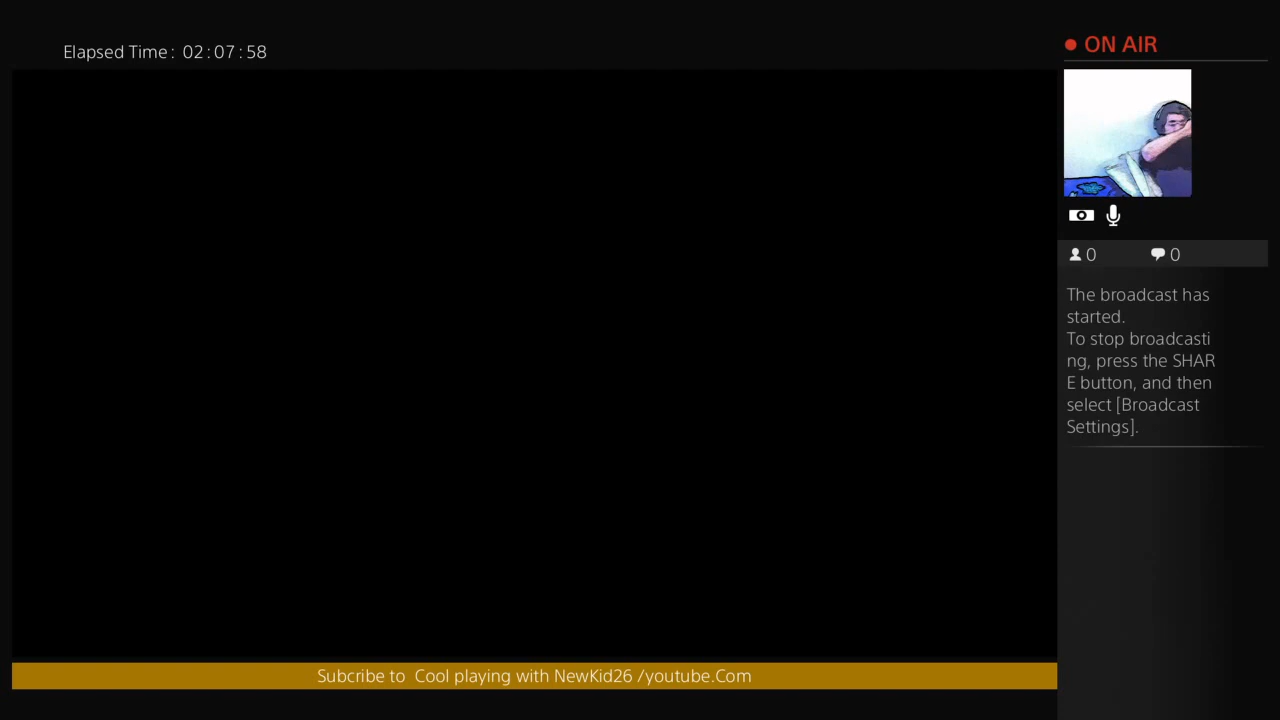 Elapsed Time: 02:07:58
ON AIR
0 0
The broadcast has
started.
To stop broadcasti
ng, press the SHAR
E button, and then
select [Broadcast
Settings].
Subcribe to  Cool playing with NewKid26 /youtube.Com